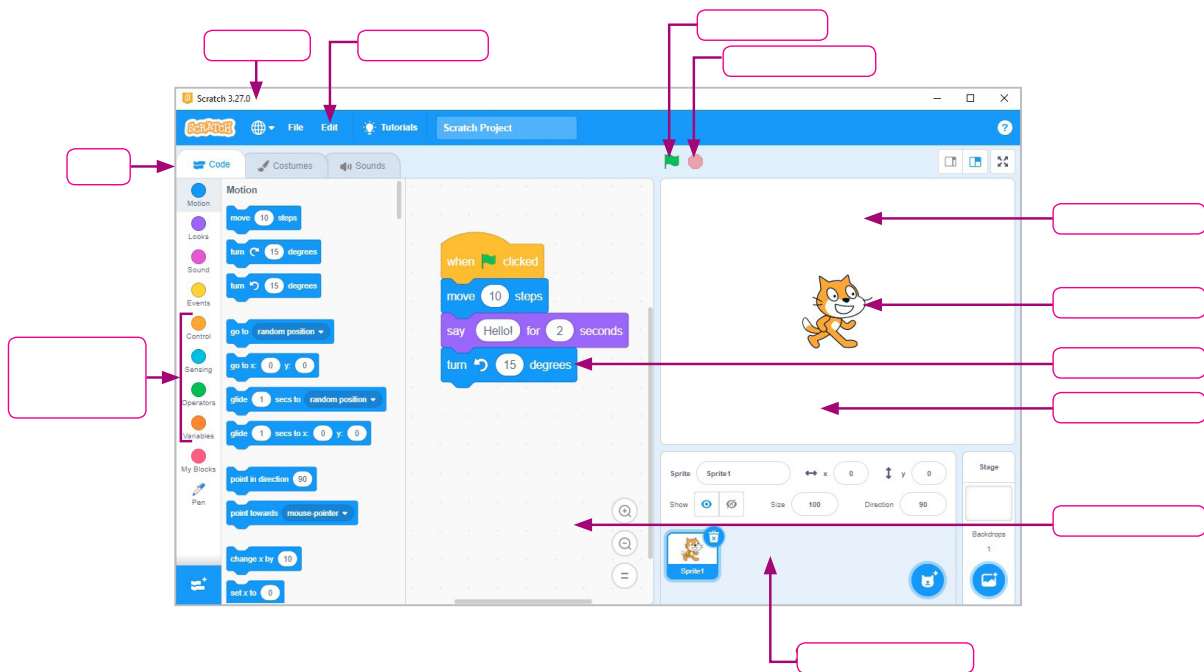 Scratch 3.27.0
SCRATCH File Edit Tutorials Scratch Project ?
Code Costumes Sounds
Motion
Looks
Sound
Events
Control
Sensing
Operators
Variables
My Blocks
Pen
Motion
move 10 steps
turn 15 degrees
turn 15 degrees
go to random position
go to x: 0 y: 0
glide 1 secs to random position
glide 1 secs to x: 0 y: 0
point in direction 90
point towards mouse-pointer
change x by 10
set x to 0
when clicked
move 10 steps
say Hello! for 2 seconds
turn 15 degrees
Sprite Sprite1 x 0 y 0
Show Size 100 Direction 90
Sprite1
Stage
Backdrops
1